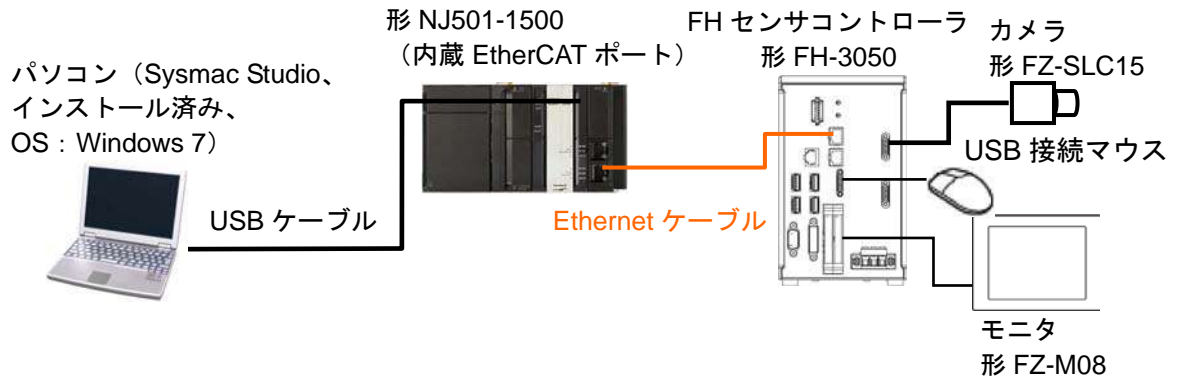 形 NJ501-1500
（内蔵 EtherCAT ポート）
FH センサコントローラ
形 FH-3050
カメラ
形 FZ-SLC15
パソコン（Sysmac Studio、
インストール済み、
OS：Windows 7）
USB 接続マウス
USB ケーブル
Ethernet ケーブル
モニタ
形 FZ-M08